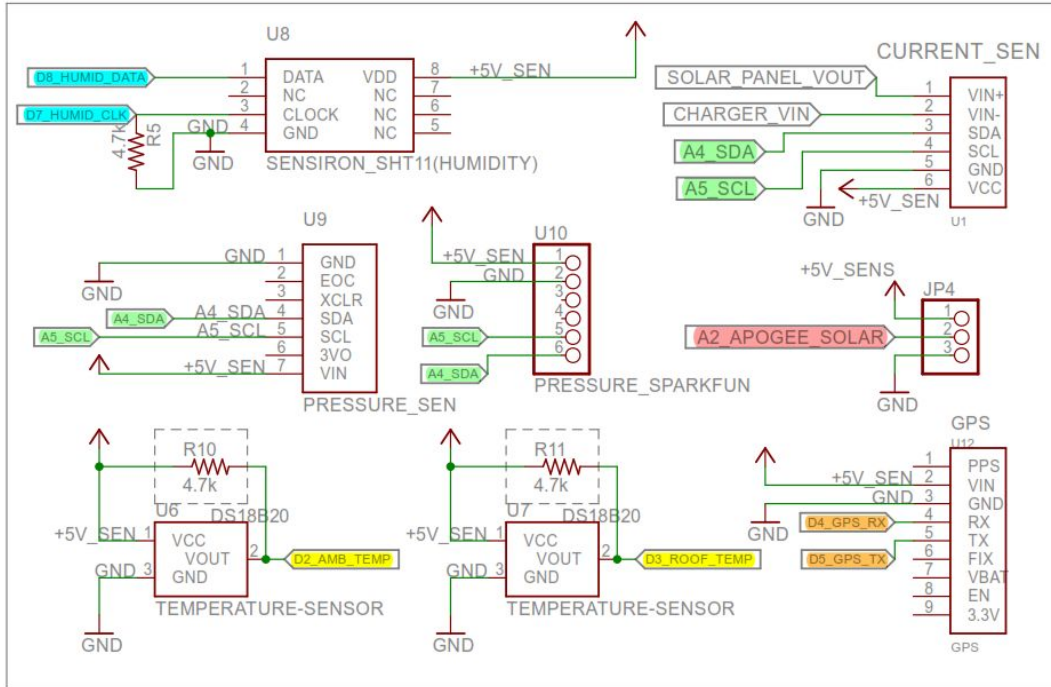 U8
D8_HUMID_DATA
1 DATA VDD 8 +5V_SEN
2 NC NC 7
D7_HUMID_CLK 3 CLOCK NC 6
GND 4 GND NC 5
4.7k
R5
GND
SENSIRON_SHT11(HUMIDITY)
CURRENT_SEN
SOLAR_PANEL_VOUT 1 VIN+
CHARGER_VIN 2 VIN-
A4_SDA 3 SDA
A5_SCL 4 SCL
5 GND
+5V_SEN 6 VCC
GND
U1
U9
GND 1 GND
GND
2 EOC
3 XCLR
A4_SDA A4_SDA 4 SDA
A5_SCL A5_SCL 5 SCL
6 3VO
+5V_SEN 7 VIN
PRESSURE_SEN
U10
+5V_SEN 1
GND 2
GND
3
4
A5_SCL 5
A4_SDA 6
PRESSURE_SPARKFUN
+5V_SENS
JP4
1
A2_APOGEE_SOLAR 2
3
GND
R10
4.7k
U6 DS18B20
+5V_SEN 1 VCC
VOUT 2 D2_AMB_TEMP
GND 3 GND
TEMPERATURE-SENSOR
GND
R11
4.7k
U7 DS18B20
+5V_SEN 1 VCC
VOUT 2 D3_ROOF_TEMP
GND 3 GND
TEMPERATURE-SENSOR
GND
GPS
U12
1 PPS
+5V_SEN 2 VIN
GND 3 GND
GND
D4_GPS_RX 4 RX
D5_GPS_TX 5 TX
6 FIX
7 VBAT
8 EN
9 3.3V
GPS